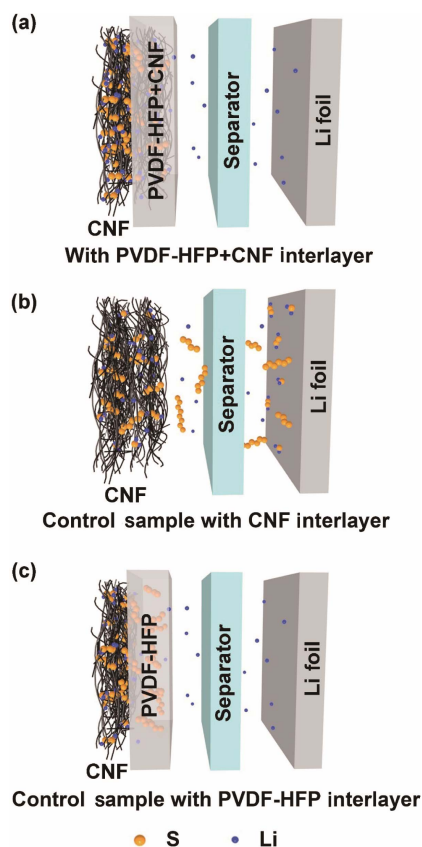 (a)
PVDF-HFP+CNF
Separator
Li foil
CNF
With PVDF-HFP+CNF interlayer
(b)
Separator
Li foil
CNF
Control sample with CNF interlayer
(c)
PVDF-HFP
Separator
Li foil
CNF
Control sample with PVDF-HFP interlayer
S Li